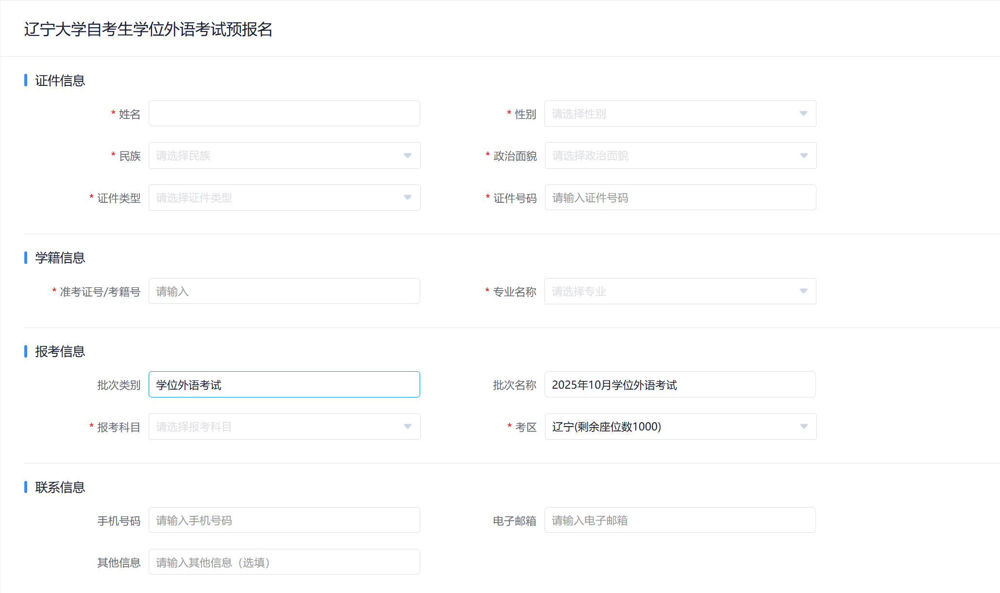 辽宁大学自考生学位外语考试预报名
证件信息
* 姓名
* 性别 请选择性别
* 民族 请选择民族
* 政治面貌 请选择政治面貌
* 证件类型 请选择证件类型
* 证件号码 请输入证件号码
学籍信息
* 准考证号/考籍号 请输入
* 专业名称 请选择专业
报考信息
批次类别 学位外语考试
批次名称 2025年10月学位外语考试
* 报考科目 请选择报考科目
* 考区 辽宁(剩余座位数1000)
联系信息
手机号码 请输入手机号码
电子邮箱 请输入电子邮箱
其他信息 请输入其他信息（选填）